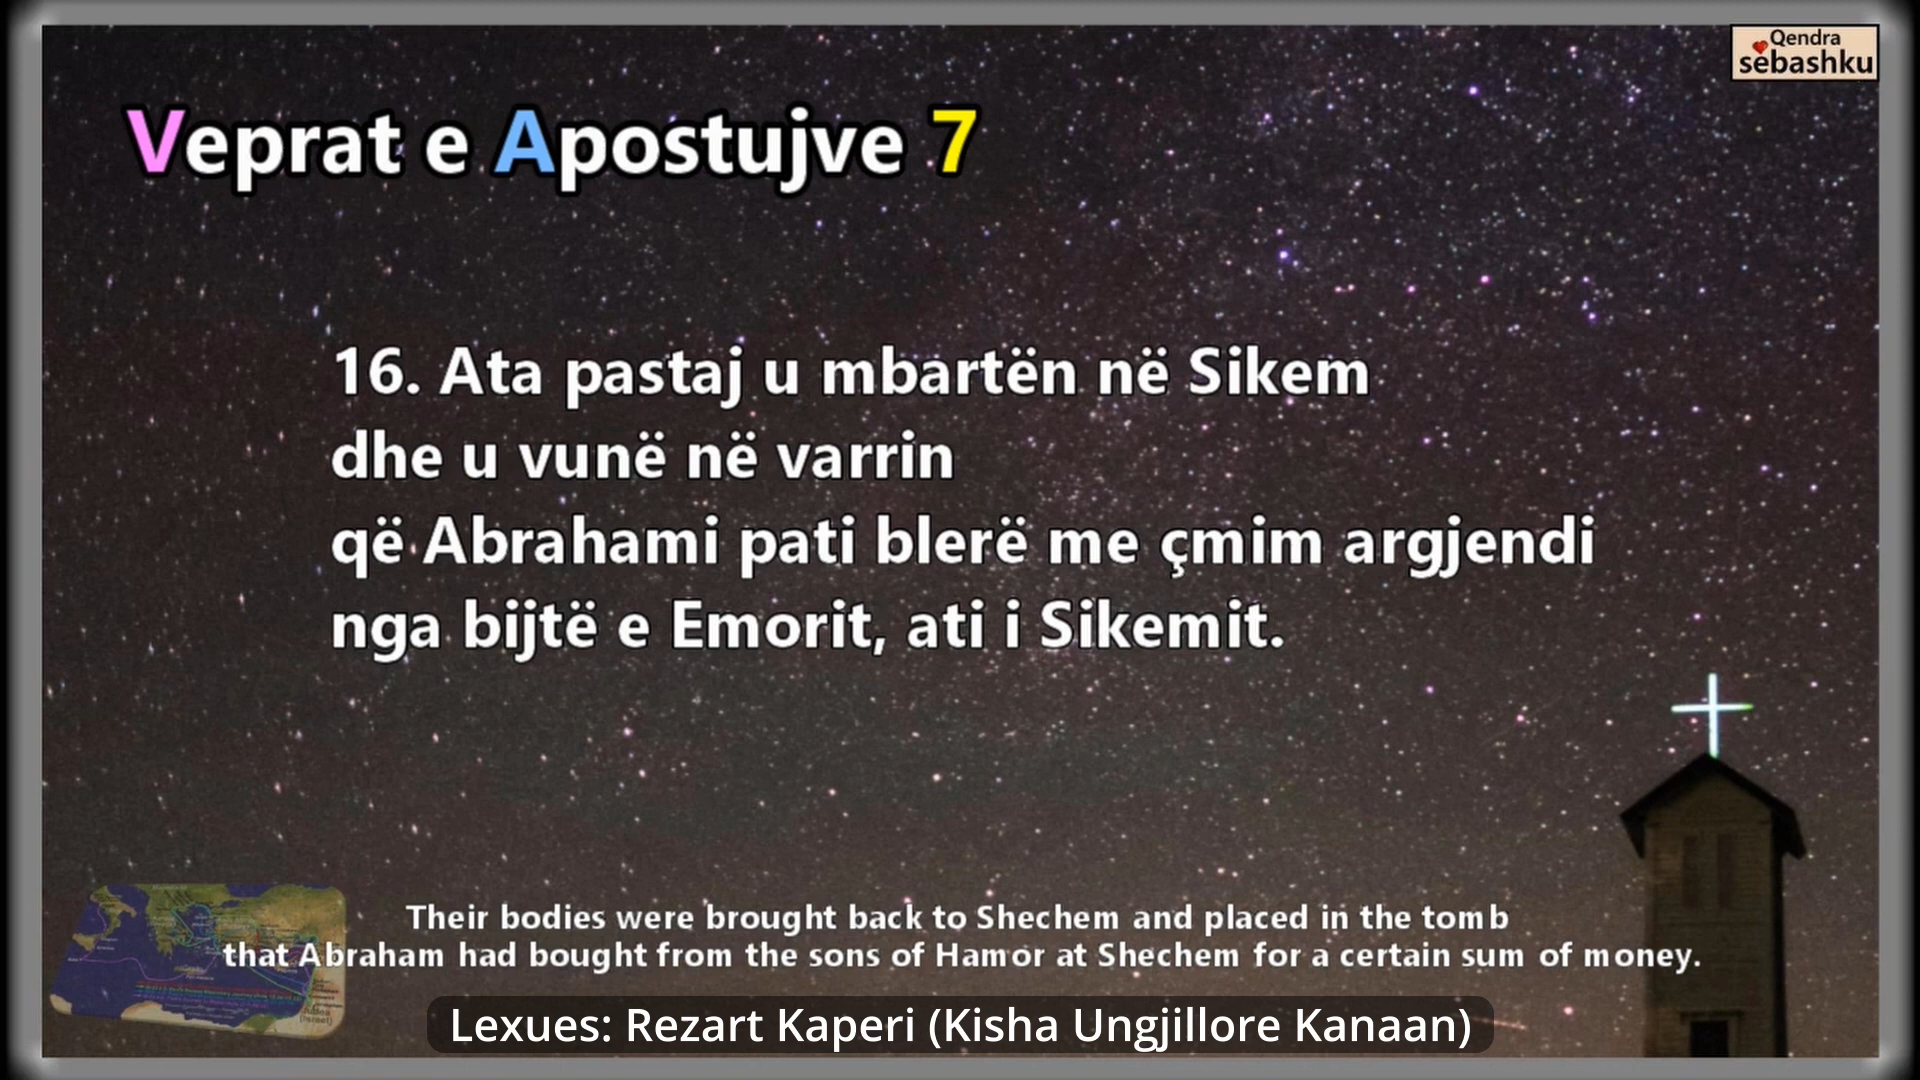 Qendra
sebashku
Veprat e Apostujve 7
16. Ata pastaj u mbartën në Sikem
dhe u vunë në varrin
që Abrahami pati blerë me çmim argjendi
nga bijtë e Emorit, ati i Sikemit.
Their bodies were brought back to Shechem and placed in the tomb
that Abraham had bought from the sons of Hamor at Shechem for a certain sum of money.
Lexues: Rezart Kaperi (Kisha Ungjillore Kanaan)